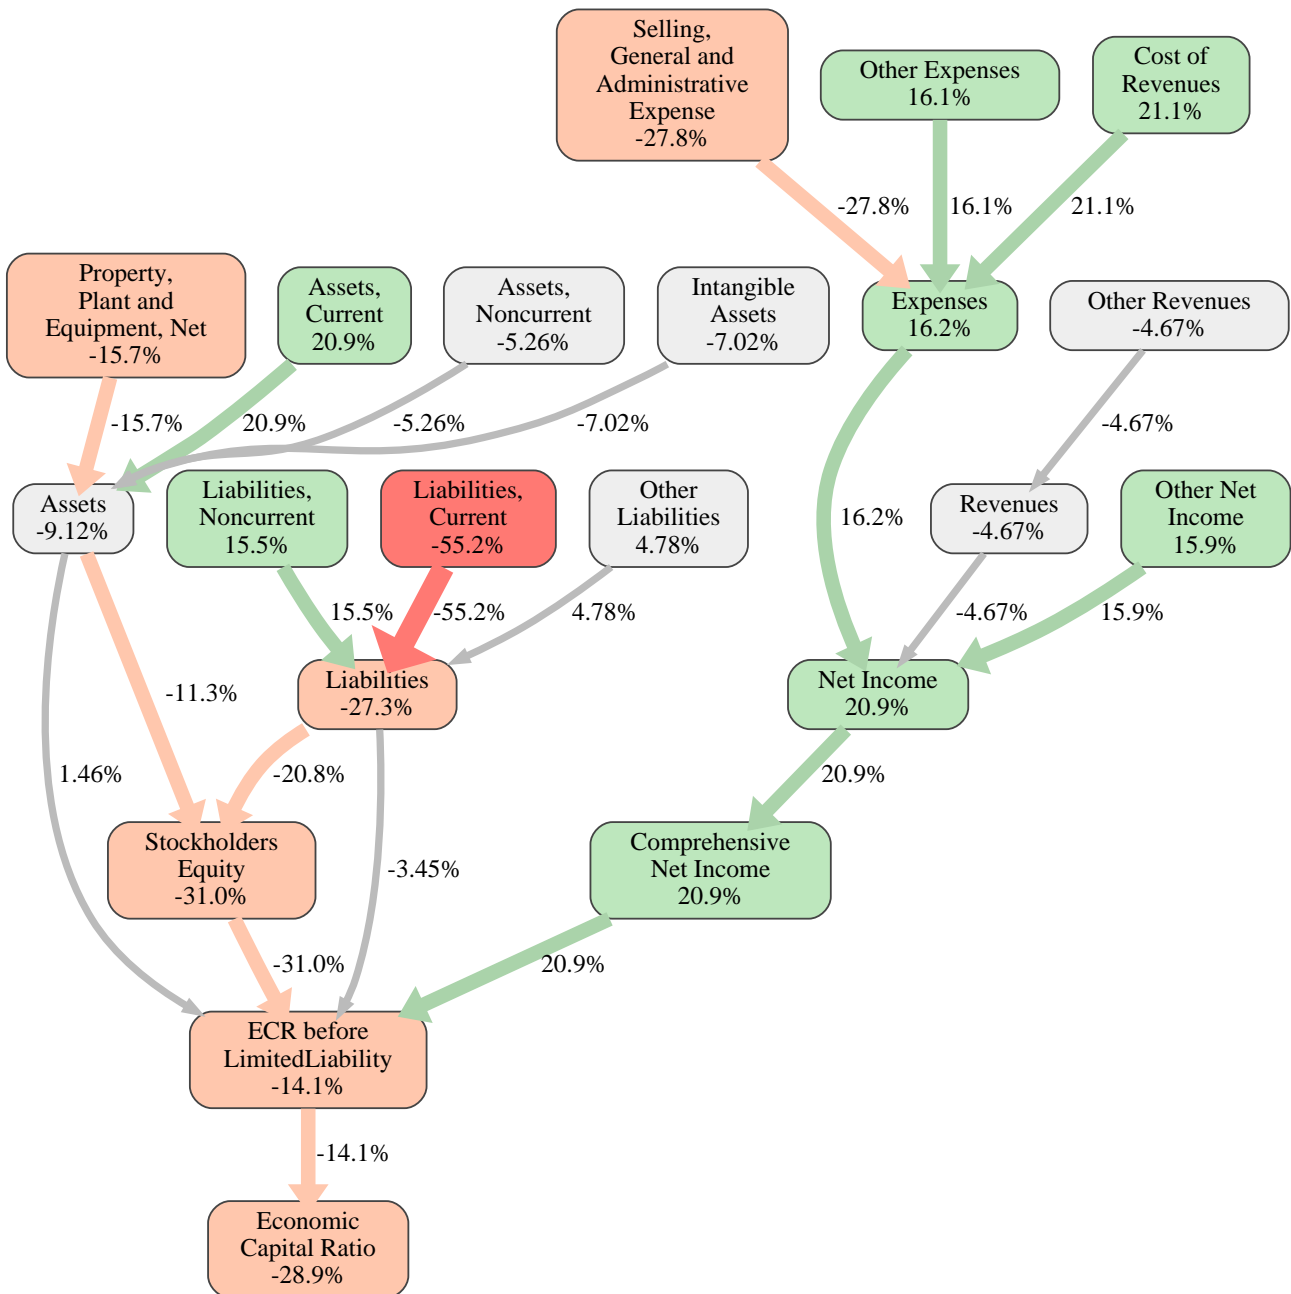 Selling,
General and
Administrative
Expense
-27.8%
Other Expenses
16.1%
Cost of
Revenues
21.1%
-27.8%
16.1%
21.1%
Property,
Plant and
Equipment, Net
-15.7%
Assets,
Current
20.9%
Assets,
Noncurrent
-5.26%
Intangible
Assets
-7.02%
Expenses
16.2%
Other Revenues
-4.67%
-15.7%
20.9%
-5.26%
-7.02%
-4.67%
Assets
-9.12%
Liabilities,
Noncurrent
15.5%
Liabilities,
Current
-55.2%
Other
Liabilities
4.78%
16.2%
Revenues
-4.67%
Other Net
Income
15.9%
15.5%
-55.2%
4.78%
-4.67%
15.9%
-11.3%
Liabilities
-27.3%
Net Income
20.9%
1.46%
-20.8%
20.9%
Stockholders
Equity
-31.0%
-3.45%
Comprehensive
Net Income
20.9%
-31.0%
20.9%
ECR before
LimitedLiability
-14.1%
-14.1%
Economic
Capital Ratio
-28.9%